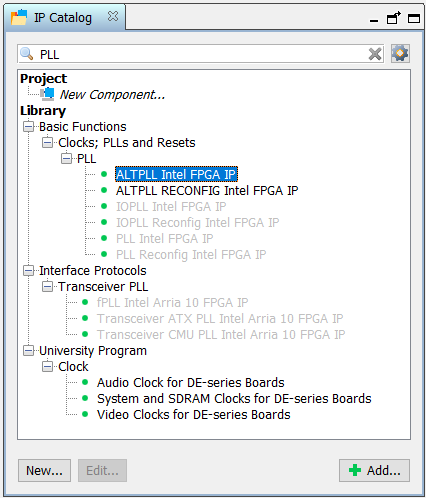 IP Catalog
PLL
Project
New Component...
Library
Basic Functions
Clocks; PLLs and Resets
PLL
ALTPLL Intel FPGA IP
ALTPLL RECONFIG Intel FPGA IP
IOPLL Intel FPGA IP
IOPLL Reconfig Intel FPGA IP
PLL Intel FPGA IP
PLL Reconfig Intel FPGA IP
Interface Protocols
Transceiver PLL
fPLL Intel Arria 10 FPGA IP
Transceiver ATX PLL Intel Arria 10 FPGA IP
Transceiver CMU PLL Intel Arria 10 FPGA IP
University Program
Clock
Audio Clock for DE-series Boards
System and SDRAM Clocks for DE-series Boards
Video Clocks for DE-series Boards
New... Edit... Add...